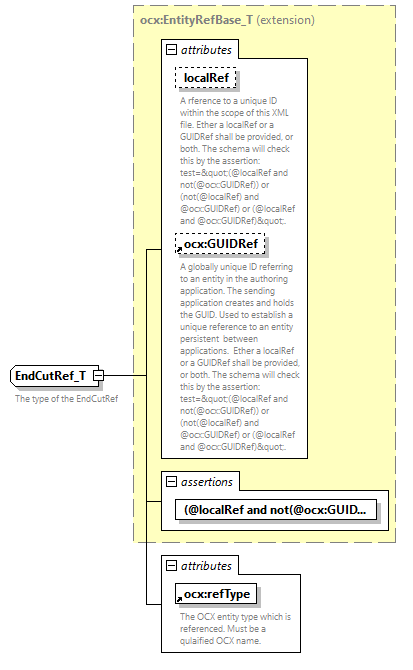 ocx:EntityRefBase_T (extension)
attributes
localRef
A rference to a unique ID
within the scope of this XML
file. Ether a localRef or a
GUIDRef shall be provided, or
both. The schema will check
this by the assertion:
test=&quot;(@localRef and
not(@ocx:GUIDRef)) or
(not(@localRef) and
@ocx:GUIDRef) or (@localRef
and @ocx:GUIDRef)&quot;.
ocx:GUIDRef
A globally unique ID referring
to an entity in the authoring
application. The sending
application creates and holds
the GUID. Used to establish a
unique reference to an entity
persistent between
applications. Ether a localRef
or a GUIDRef shall be provided,
or both. The schema will check
this by the assertion:
test=&quot;(@localRef and
not(@ocx:GUIDRef)) or
(not(@localRef) and
@ocx:GUIDRef) or (@localRef
and @ocx:GUIDRef)&quot;.
EndCutRef_T
The type of the EndCutRef
assertions
(@localRef and not(@ocx:GUID...
attributes
ocx:refType
The OCX entity type which is
referenced. Must be a
qulaified OCX name.